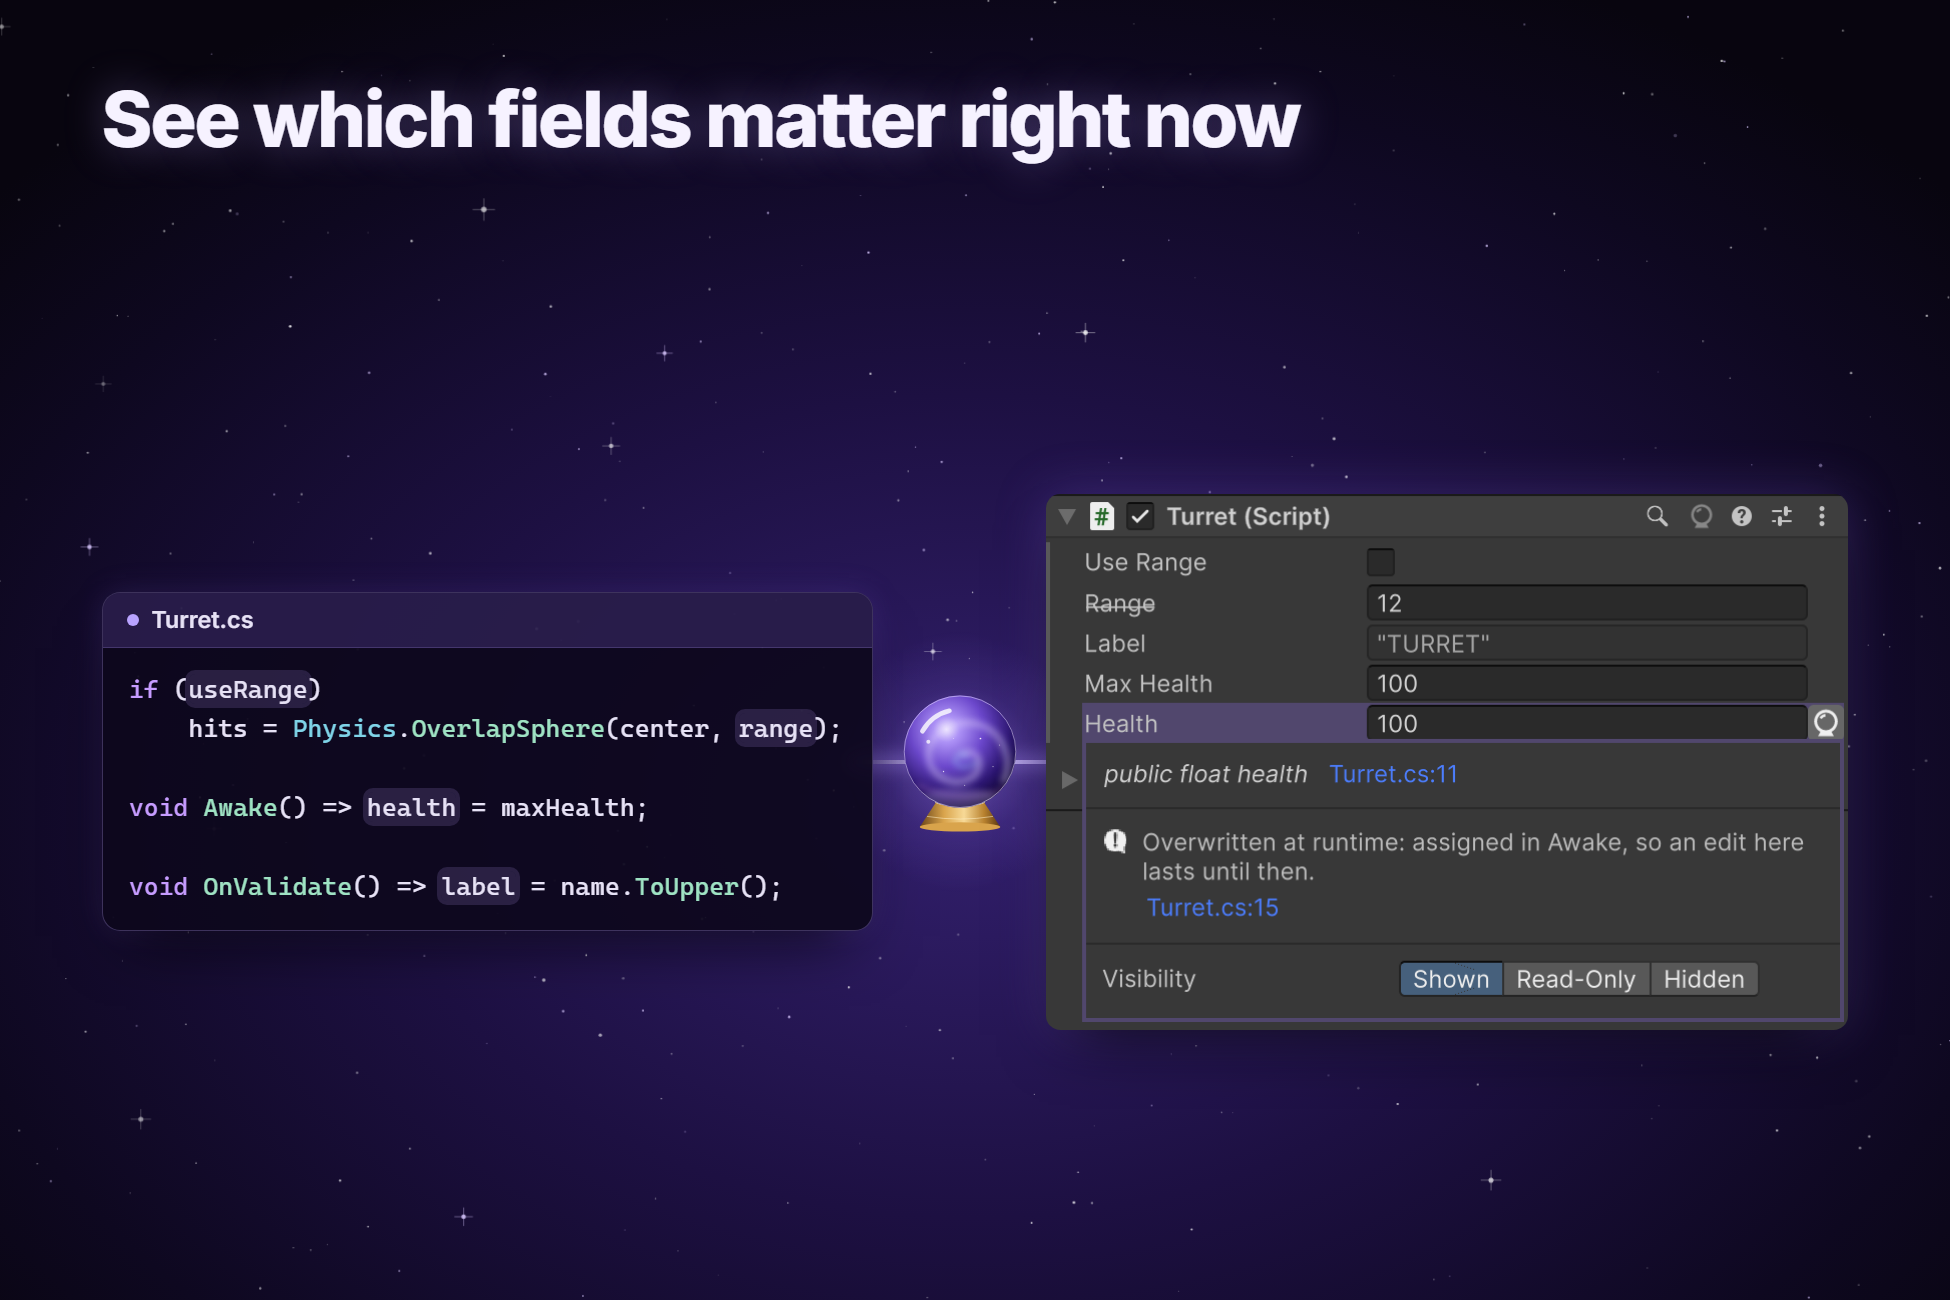 See which fields matter right now
Turret.cs
if (useRange)
hits = Physics.OverlapSphere(center, range);
void Awake() => health = maxHealth;
void OnValidate() => label = name.ToUpper();
# Turret (Script)
Use Range
Range 12
Label "TURRET"
Max Health 100
Health 100
public float health Turret.cs:11
Overwritten at runtime: assigned in Awake, so an edit here
lasts until then.
Turret.cs:15
Visibility Shown Read-Only Hidden